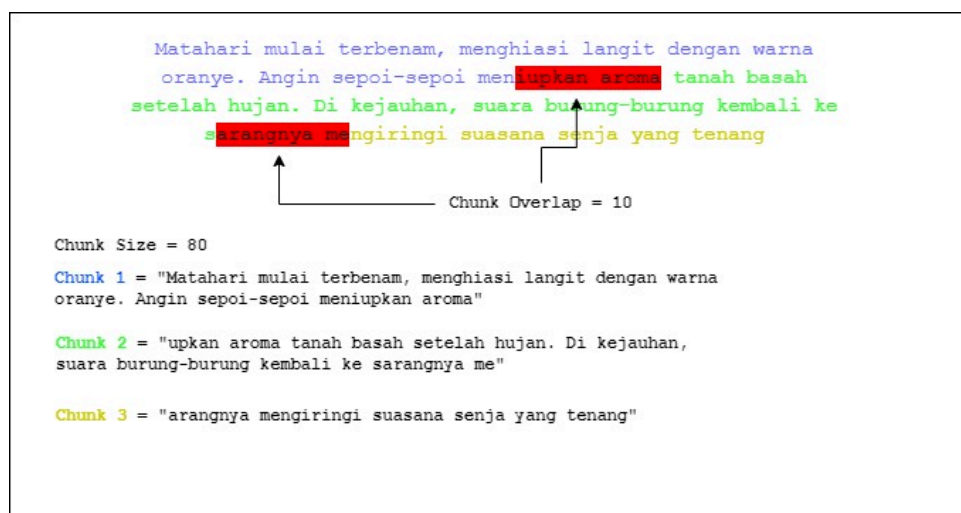 Matahari mulai terbenam, menghiasi langit dengan warna
oranye. Angin sepoi-sepoi meniupkan aroma tanah basah
setelah hujan. Di kejauhan, suara burung-burung kembali ke
sarangnya mengiringi suasana senja yang tenang
Chunk Overlap = 10
Chunk Size = 80
Chunk 1 = "Matahari mulai terbenam, menghiasi langit dengan warna
oranye. Angin sepoi-sepoi meniupkan aroma"
Chunk 2 = "upkan aroma tanah basah setelah hujan. Di kejauhan,
suara burung-burung kembali ke sarangnya me"
Chunk 3 = "arangnya mengiringi suasana senja yang tenang"